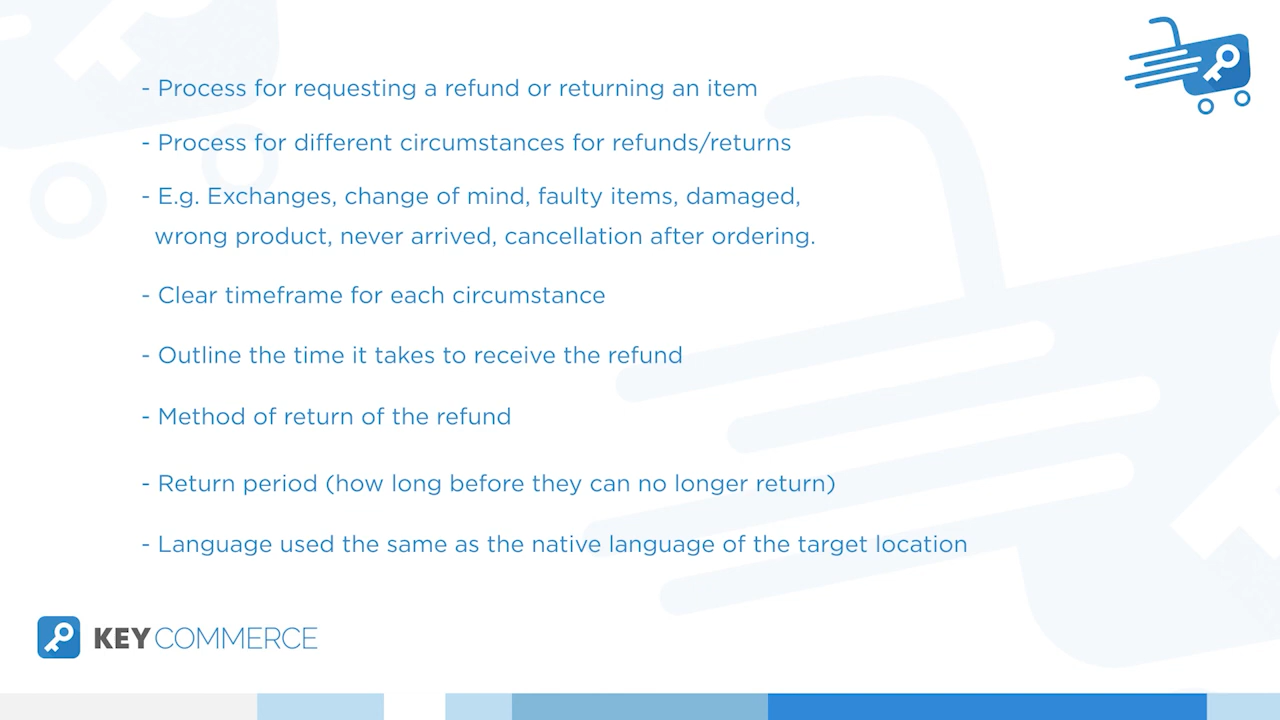 - Process for requesting a refund or returning an item
- Process for different circumstances for refunds/returns
- E.g. Exchanges, change of mind, faulty items, damaged,
wrong product, never arrived, cancellation after ordering.
- Clear timeframe for each circumstance
- Outline the time it takes to receive the refund
- Method of return of the refund
- Return period (how long before they can no longer return)
- Language used the same as the native language of the target location
KEYCOMMERCE